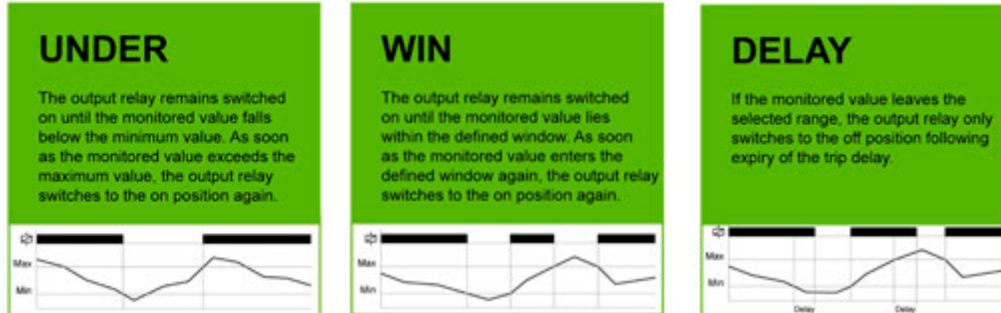 UNDER
The output relay remains switched
on until the monitored value falls
below the minimum value. As soon
as the monitored value exceeds the
maximum value, the output relay
switches to the on position again.
Max
Min
WIN
The output relay remains switched
on until the monitored value lies
within the defined window. As soon
as the monitored value enters the
defined window again, the output relay
switches to the on position again.
Max
Min
DELAY
If the monitored value leaves the
selected range, the output relay only
switches to the off position following
expiry of the trip delay.
Max
Min
Delay
Delay